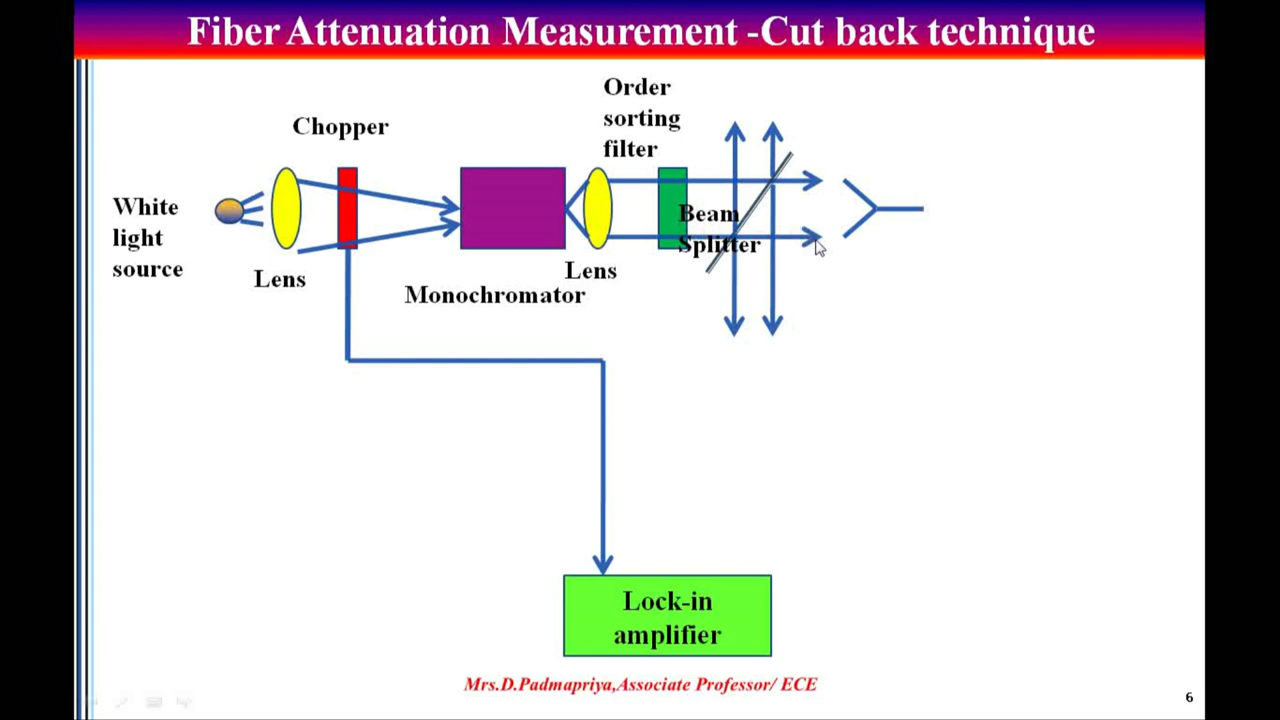 Fiber Attenuation Measurement -Cut back technique
Order
sorting
filter
Chopper
White
light
source
Lens
Monochromator
Lens
Beam
Splitter
Lock-in
amplifier
Mrs.D.Padmapriya,Associate Professor/ ECE
6